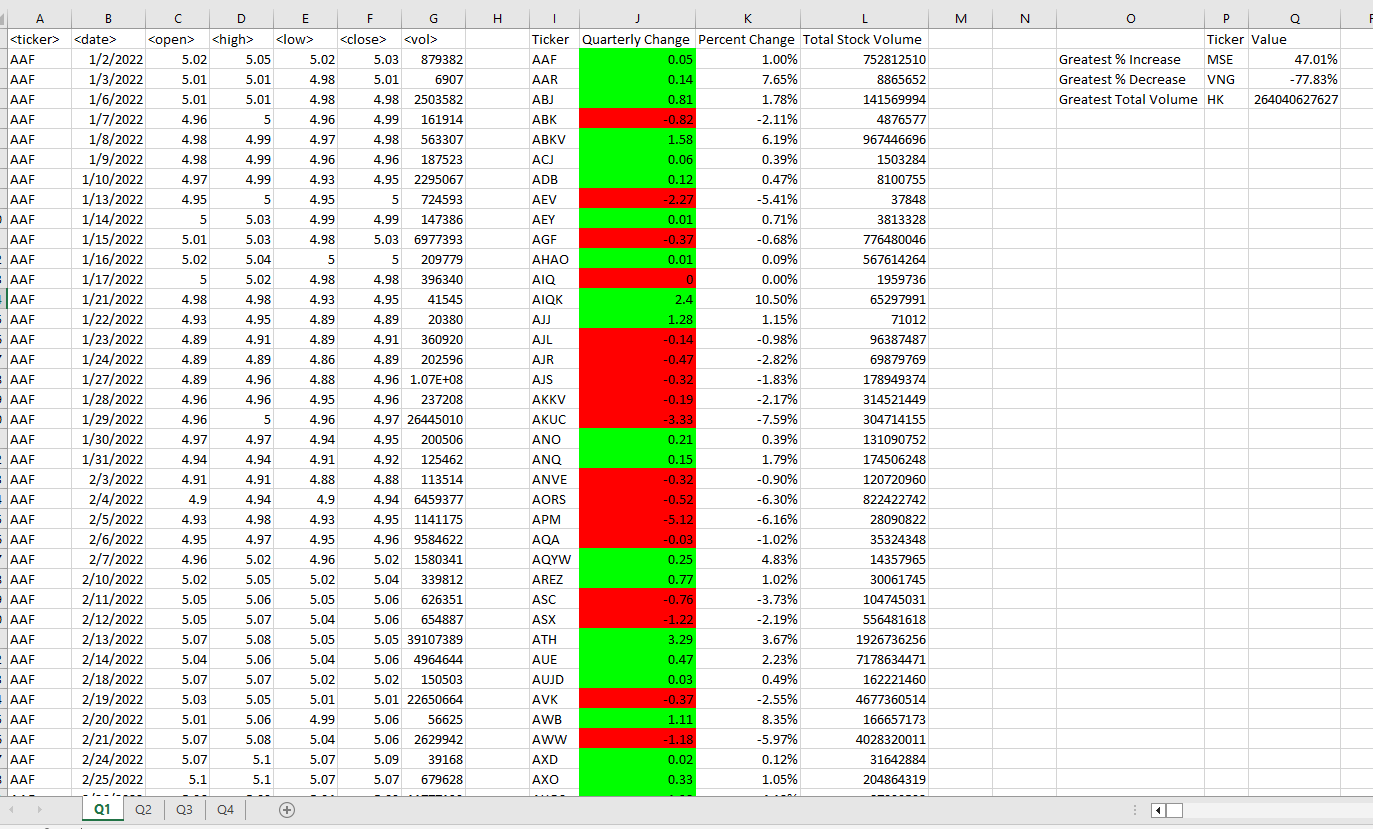 A B C D E F G H I J K L M N O P Q
<ticker> <date> <open> <high> <low> <close> <vol> Ticker Quarterly Change Percent Change Total Stock Volume Ticker Value
AAF 1/2/2022 5.02 5.05 5.02 5.03 879382 AAF 0.05 1.00% 752812510 Greatest % Increase MSE 47.01%
AAF 1/3/2022 5.01 5.01 4.98 5.01 6907 AAR 0.14 7.65% 8865652 Greatest % Decrease VNG -77.83%
AAF 1/6/2022 5.01 5.01 4.98 4.98 2503582 ABJ 0.81 1.78% 141569994 Greatest Total Volume HK 264040627627
AAF 1/7/2022 4.96 5 4.96 4.99 161914 ABK -0.82 -2.11% 4876577
AAF 1/8/2022 4.98 4.99 4.97 4.98 563307 ABKV 1.58 6.19% 967446696
AAF 1/9/2022 4.98 4.99 4.96 4.96 187523 ACJ 0.06 0.39% 1503284
AAF 1/10/2022 4.97 4.99 4.93 4.95 2295067 ADB 0.12 0.47% 8100755
AAF 1/13/2022 4.95 5 4.95 5 724593 AEV -2.27 -5.41% 37848
AAF 1/14/2022 5 5.03 4.99 4.99 147386 AEY 0.01 0.71% 3813328
AAF 1/15/2022 5.01 5.03 4.98 5.03 6977393 AGF -0.37 -0.68% 776480046
AAF 1/16/2022 5.02 5.04 5 5 209779 AHAO 0.01 0.09% 567614264
AAF 1/17/2022 5 5.02 4.98 4.98 396340 AIQ 0 0.00% 1959736
AAF 1/21/2022 4.98 4.98 4.93 4.95 41545 AIQK 2.4 10.50% 65297991
AAF 1/22/2022 4.93 4.95 4.89 4.89 20380 AJJ 1.28 1.15% 71012
AAF 1/23/2022 4.89 4.91 4.89 4.91 360920 AJL -0.14 -0.98% 96387487
AAF 1/24/2022 4.89 4.89 4.86 4.89 202596 AJR -0.47 -2.82% 69879769
AAF 1/27/2022 4.89 4.96 4.88 4.96 1.07E+08 AJS -0.32 -1.83% 178949374
AAF 1/28/2022 4.96 4.96 4.95 4.96 237208 AKKV -0.19 -2.17% 314521449
AAF 1/29/2022 4.96 5 4.96 4.97 26445010 AKUC -3.33 -7.59% 304714155
AAF 1/30/2022 4.97 4.97 4.94 4.95 200506 ANO 0.21 0.39% 131090752
AAF 1/31/2022 4.94 4.94 4.91 4.92 125462 ANQ 0.15 1.79% 174506248
AAF 2/3/2022 4.91 4.91 4.88 4.88 113514 ANVE -0.32 -0.90% 120720960
AAF 2/4/2022 4.9 4.94 4.9 4.94 6459377 AORS -0.52 -6.30% 822422742
AAF 2/5/2022 4.93 4.98 4.93 4.95 1141175 APM -5.12 -6.16% 28090822
AAF 2/6/2022 4.95 4.97 4.95 4.96 9584622 AQA -0.03 -1.02% 35324348
AAF 2/7/2022 4.96 5.02 4.96 5.02 1580341 AQYW 0.25 4.83% 14357965
AAF 2/10/2022 5.02 5.05 5.02 5.04 339812 AREZ 0.77 1.02% 30061745
AAF 2/11/2022 5.05 5.06 5.05 5.06 626351 ASC -0.76 -3.73% 104745031
AAF 2/12/2022 5.05 5.07 5.04 5.06 654887 ASX -1.22 -2.19% 556481618
AAF 2/13/2022 5.07 5.08 5.05 5.05 39107389 ATH 3.29 3.67% 1926736256
AAF 2/14/2022 5.04 5.06 5.04 5.06 4964644 AUE 0.47 2.23% 7178634471
AAF 2/18/2022 5.07 5.07 5.02 5.02 150503 AUJD 0.03 0.49% 162221460
AAF 2/19/2022 5.03 5.05 5.01 5.01 22650664 AVK -0.37 -2.55% 4677360514
AAF 2/20/2022 5.01 5.06 4.99 5.06 56625 AWB 1.11 8.35% 166657173
AAF 2/21/2022 5.07 5.08 5.04 5.06 2629942 AWW -1.18 -5.97% 4028320011
AAF 2/24/2022 5.07 5.1 5.07 5.09 39168 AXD 0.02 0.12% 31642884
AAF 2/25/2022 5.1 5.1 5.07 5.07 679628 AXO 0.33 1.05% 204864319
Q1 Q2 Q3 Q4